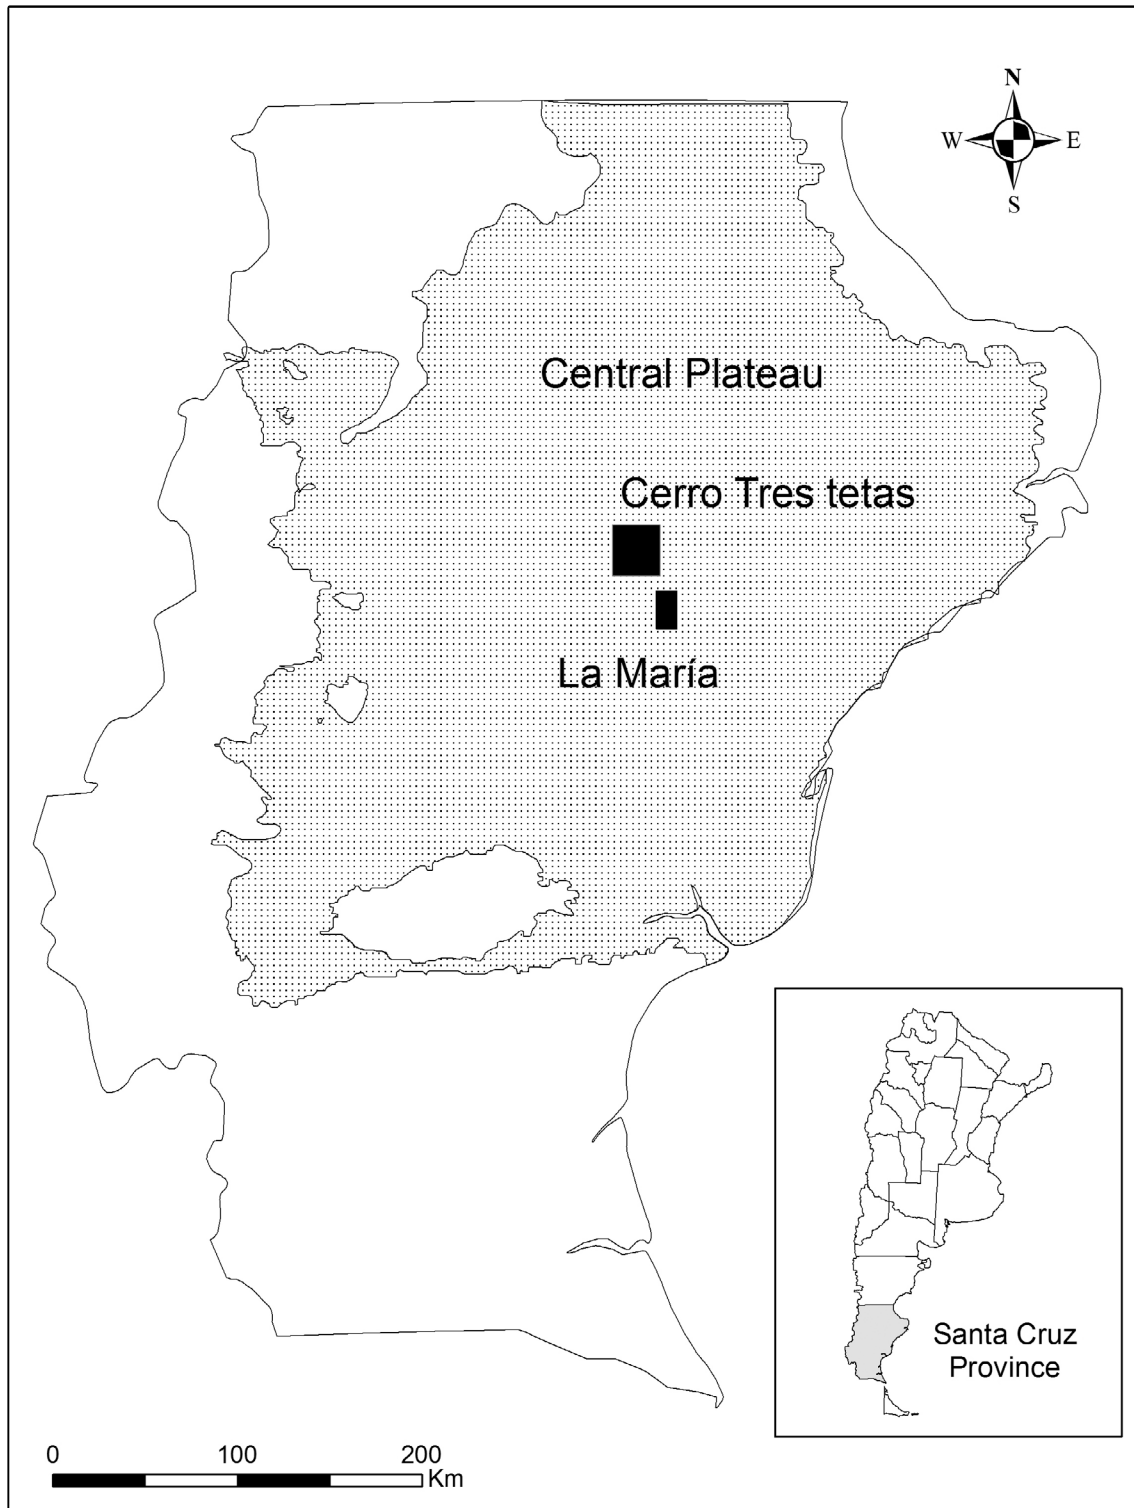 N
W E
S
Central Plateau
Cerro Tres tetas
La María
Santa Cruz
Province
0 100 200
Km